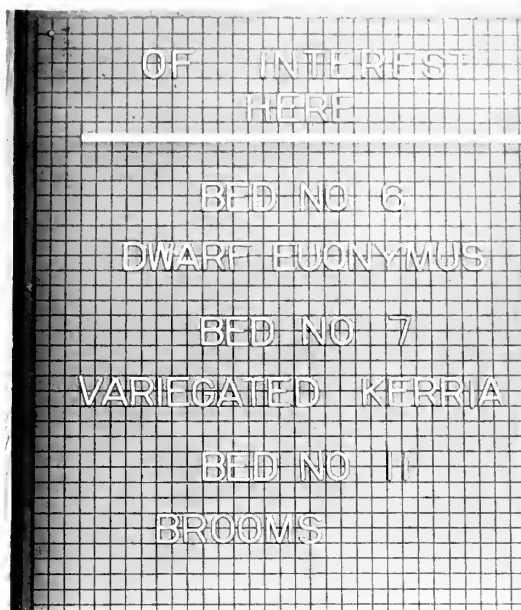 OF INTEREST
HERE
BED NO 6
DWARF EUONYMUS
BED NO 7
VARIEGATED KERRIA
BED NO 11
BROOMS